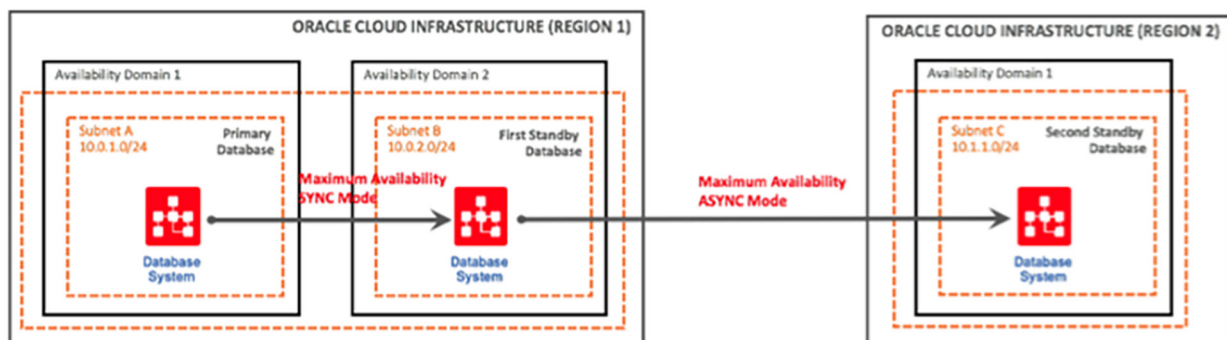 ORACLE CLOUD INFRASTRUCTURE (REGION 1)
Availability Domain 1
Subnet A
10.0.1.0/24
Primary
Database
Database
System
Maximum Availability
SYNC Mode
Availability Domain 2
Subnet B
10.0.2.0/24
First Standby
Database
Database
System
Maximum Availability
ASYNC Mode
ORACLE CLOUD INFRASTRUCTURE (REGION 2)
Availability Domain 1
Subnet C
10.1.1.0/24
Second Standby
Database
Database
System